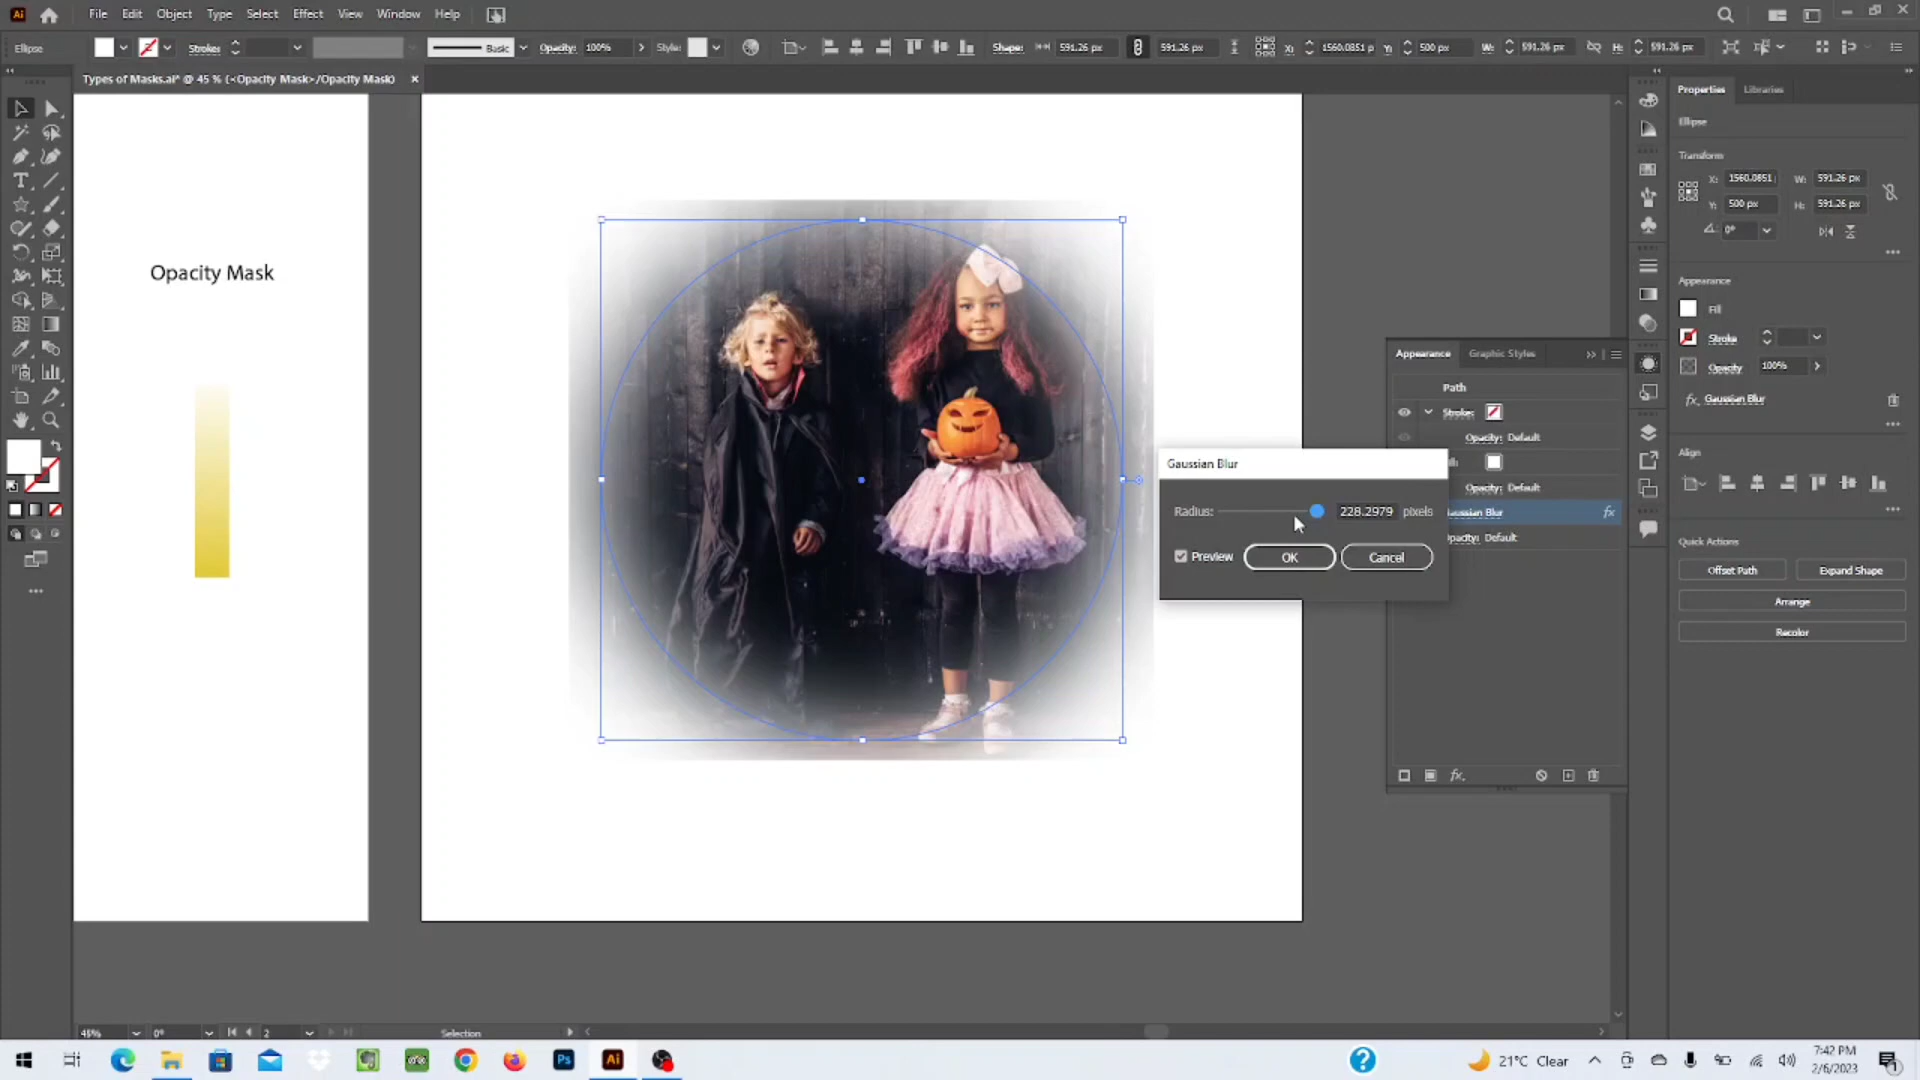 File Edit Object Type Select Effect View Window Help
Ellipse Stroke: Basic Opacity: 100% Style: Shape: 591.26 px 591.26 px X: 1560.0851 p Y: 500 px W: 591.26 px H: 591.26 px
Types of Masks.ai* @ 45 % (<Opacity Mask>/Opacity Mask) ×
Properties Libraries
Ellipse
Transform
X: 1560.0851 W: 591.26 px
Y: 500 px H: 591.26 px
0°
Appearance
Fill
Stroke
Opacity 100%
fx Gaussian Blur
Align
Quick Actions
Offset Path Expand Shape
Arrange
Recolor
Opacity Mask
Appearance Graphic Styles
Path
Stroke:
Opacity: Default
Opacity: Default
Gaussian Blur fx
Opacity: Default
fx
Gaussian Blur
Radius: 228.2979 pixels
Preview OK Cancel
45% 0° 2 Selection
Ps Ai 21°C Clear 7:42 PM
2/6/2023